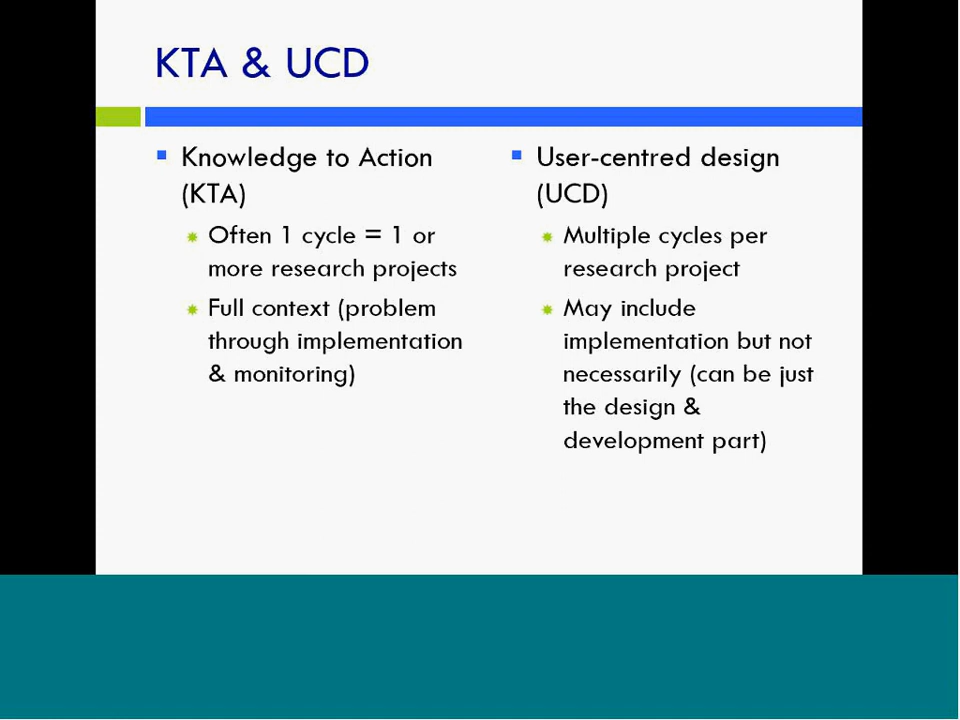 KTA & UCD
Knowledge to Action
(KTA)
Often 1 cycle = 1 or
more research projects
Full context (problem
through implementation
& monitoring)
User-centred design
(UCD)
Multiple cycles per
research project
May include
implementation but not
necessarily (can be just
the design &
development part)